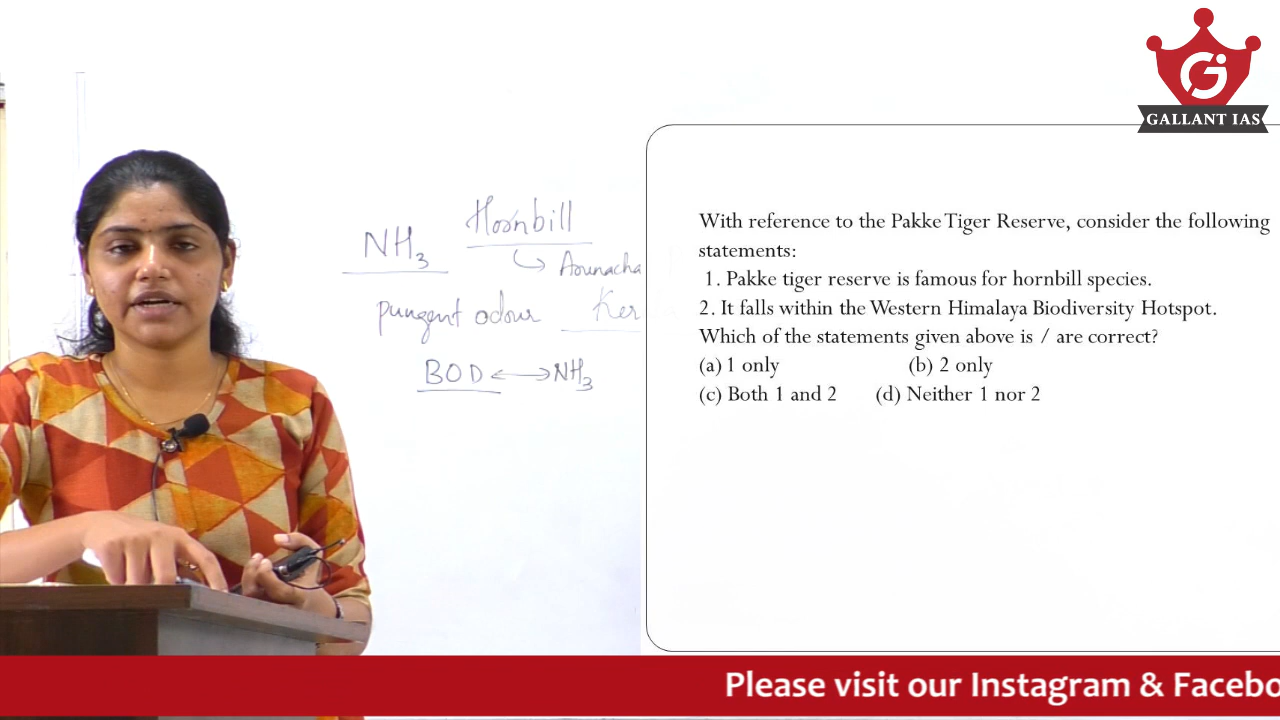 GALLANT IAS
NH3
Hornbill
Arunacha
pungent odour
Ker
BOD ↔ NH3
With reference to the Pakke Tiger Reserve, consider the following
statements:
1. Pakke tiger reserve is famous for hornbill species.
2. It falls within the Western Himalaya Biodiversity Hotspot.
Which of the statements given above is / are correct?
(a) 1 only (b) 2 only
(c) Both 1 and 2 (d) Neither 1 nor 2
Please visit our Instagram & Facebo